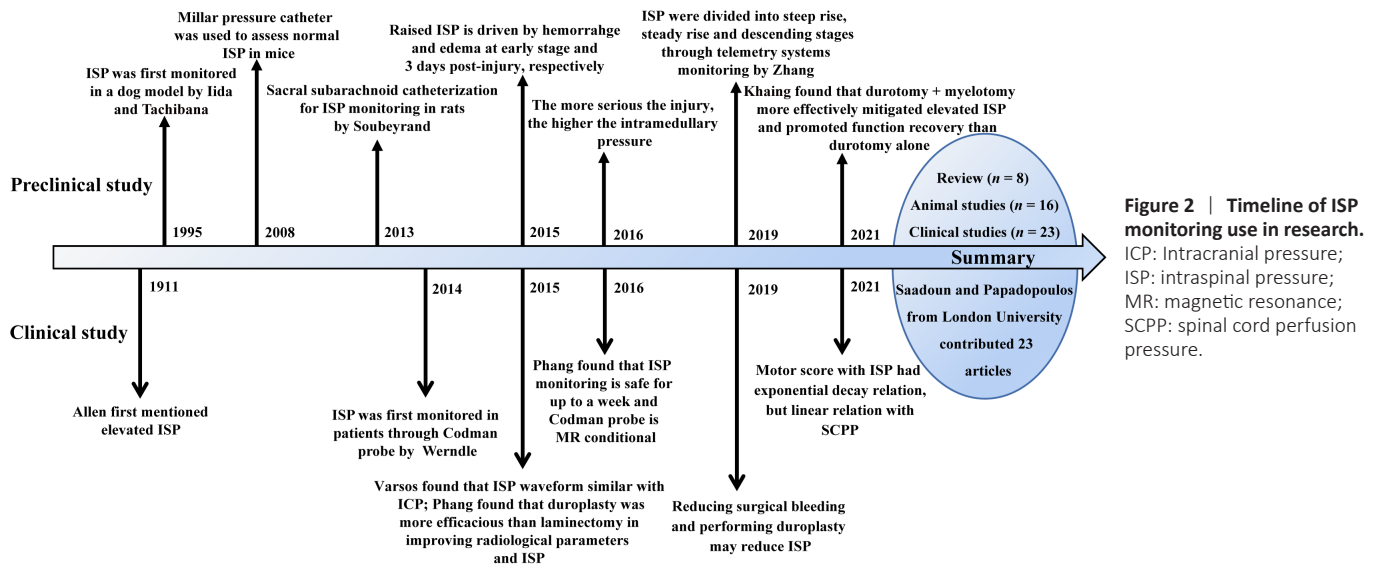 Millar pressure catheter
was used to assess normal
ISP in mice
ISP was first monitored
in a dog model by Iida
and Tachibana
Sacral subarachnoid catheterization
for ISP monitoring in rats
by Soubeyrand
Raised ISP is driven by hemorrahge
and edema at early stage and
3 days post-injury, respectively
The more serious the injury,
the higher the intramedullary
pressure
ISP were divided into steep rise,
steady rise and descending stages
through telemetry systems
monitoring by Zhang
Khaing found that durotomy + myelotomy
more effectively mitigated elevated ISP
and promoted function recovery than
durotomy alone
Preclinical study
1995
2008
2013
2015
2016
2019
2021
Review (n = 8)
Animal studies (n = 16)
Clinical studies (n = 23)
Summary
Saadoun and Papadopoulos
from London University
contributed 23
articles
Clinical study
1911
2014
2015
2016
2019
2021
Allen first mentioned
elevated ISP
ISP was first monitored in
patients through Codman
probe by Werndle
Varsos found that ISP waveform similar with
ICP; Phang found that duroplasty was
more efficacious than laminectomy in
improving radiological parameters
and ISP
Phang found that ISP
monitoring is safe for
up to a week and
Codman probe is
MR conditional
Reducing surgical bleeding
and performing duroplasty
may reduce ISP
Motor score with ISP had
exponential decay relation,
but linear relation with
SCPP
Figure 2 | Timeline of ISP
monitoring use in research.
ICP: Intracranial pressure;
ISP: intraspinal pressure;
MR: magnetic resonance;
SCPP: spinal cord perfusion
pressure.